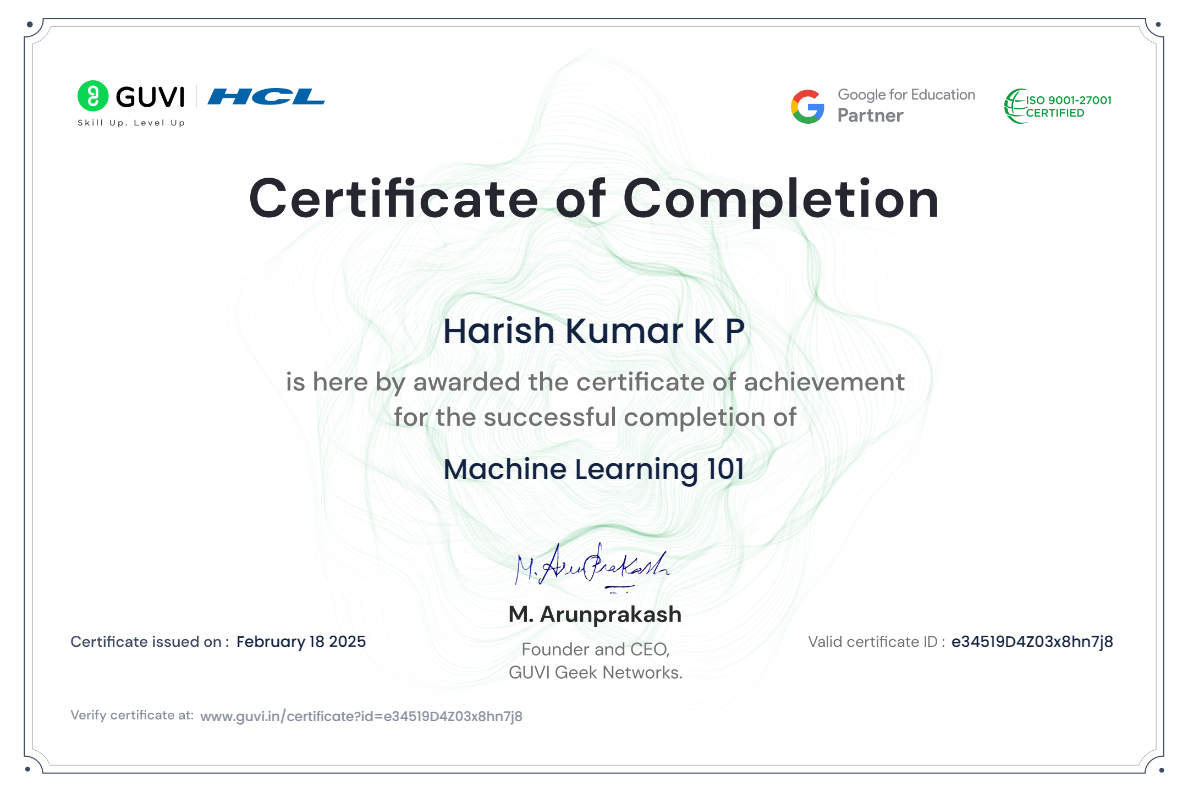 GUVI HCL
Skill Up. Level Up
Google for Education
Partner
ISO 9001-27001
CERTIFIED
Certificate of Completion
Harish Kumar K P
is here by awarded the certificate of achievement
for the successful completion of
Machine Learning 101
M. Arunprakash
M. Arunprakash
Founder and CEO,
GUVI Geek Networks.
Certificate issued on : February 18 2025
Valid certificate ID : e34519D4Z03x8hn7j8
Verify certificate at: www.guvi.in/certificate?id=e34519D4Z03x8hn7j8